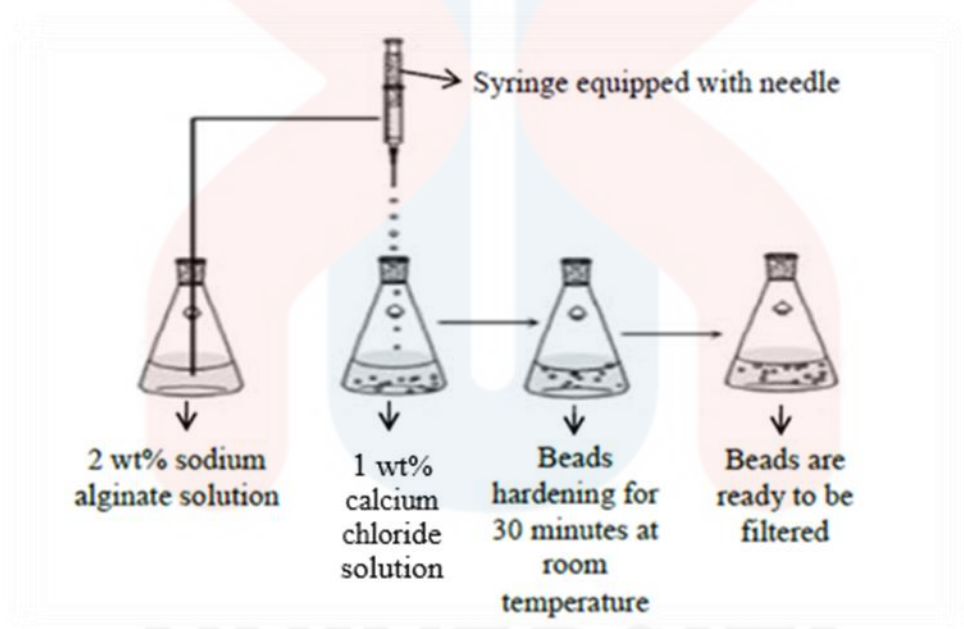 Syringe equipped with needle
2 wt% sodium
alginate solution
1 wt%
calcium
chloride
solution
Beads
hardening for
30 minutes at
room
temperature
Beads are
ready to be
filtered